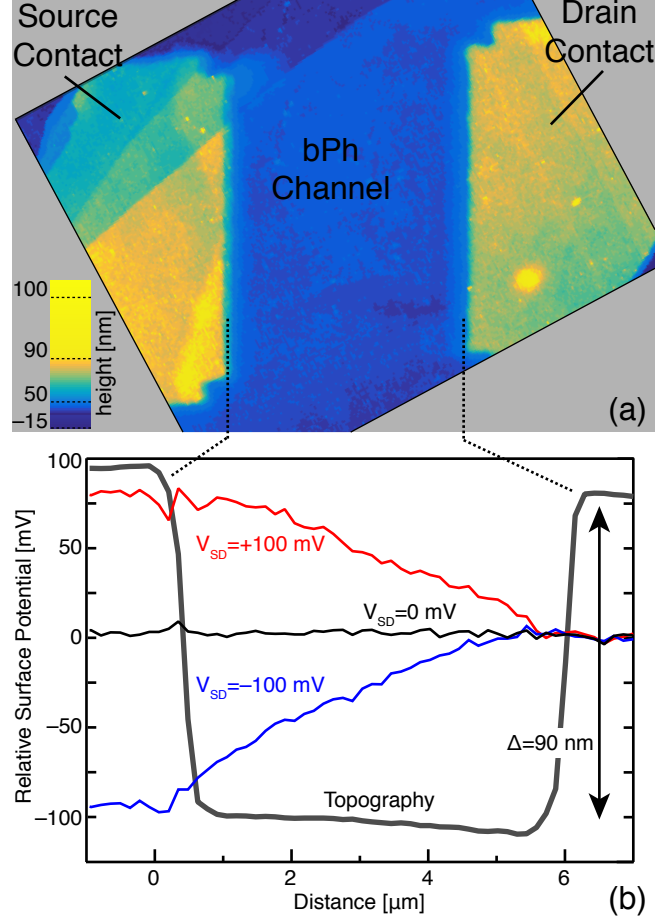 Source
Contact
Drain
Contact
bPh
Channel
100
90
50
–15
height [nm]
(a)
100
50
0
−50
−100
Relative Surface Potential [mV]
V_SD=+100 mV
V_SD=0 mV
V_SD=–100 mV
Δ=90 nm
Topography
0
2
4
6
Distance [μm]
(b)